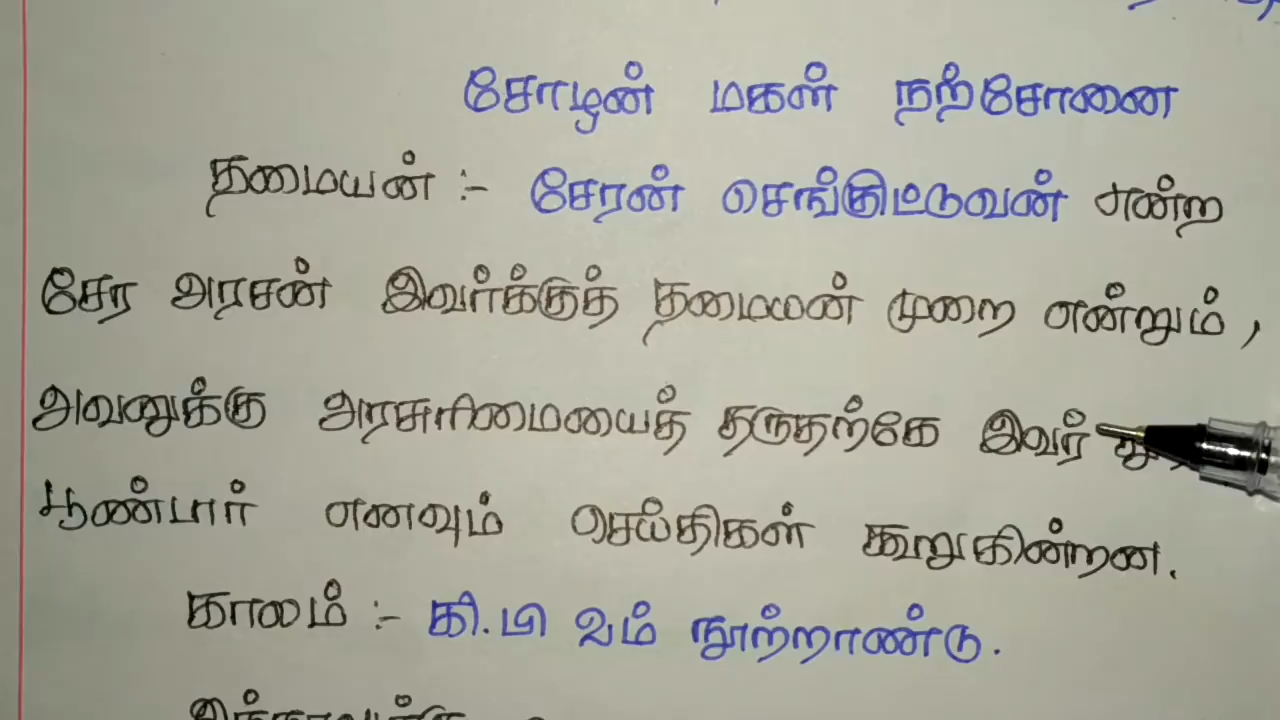 சோழன் மகள் நற்சோணை
தமையன் :- சேரன் செங்குட்டுவன் என்ற
சேர அரசன் இவர்க்குத் தமையன் முறை என்றும்,
அவனுக்கு அரசுரிமையைத் தருதற்கே இவர்
பூண்டார் எனவும் செய்திகள் கூறுகின்றன.
காலம் :- கி.பி 2ம் நூற்றாண்டு.